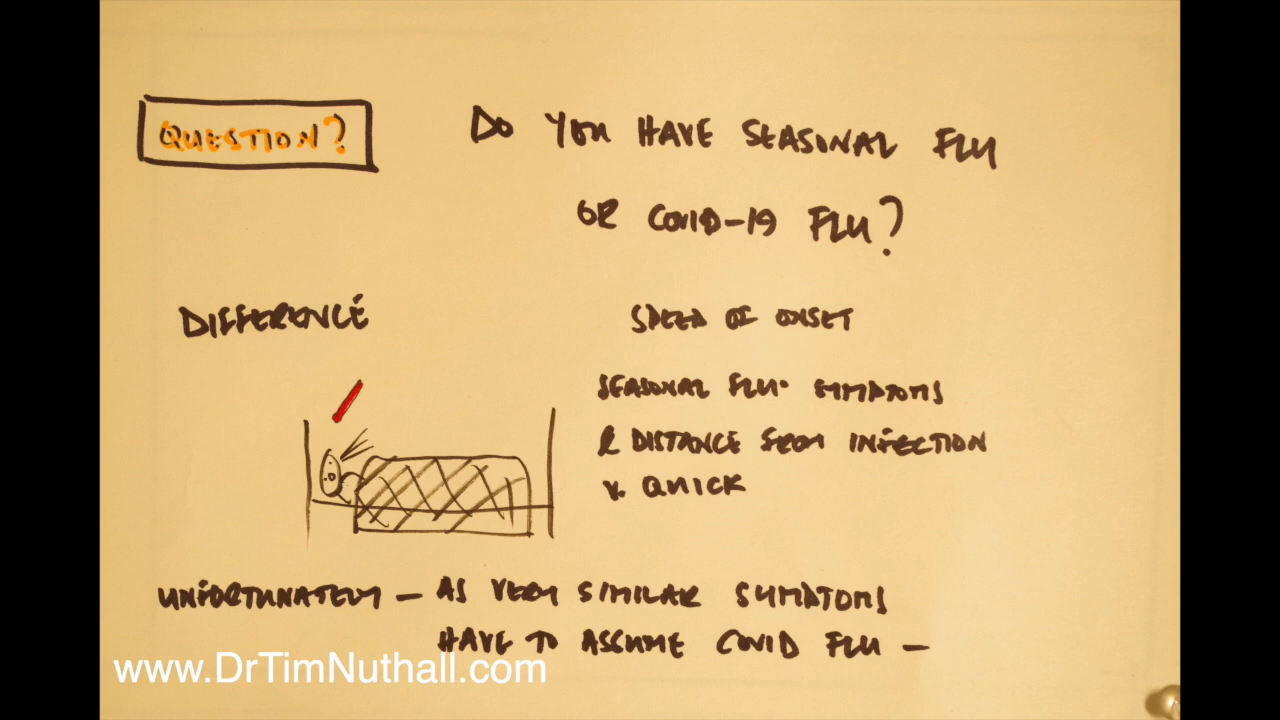 QUESTION?
DO YOU HAVE SEASONAL FLU
OR COVID-19 FLU?
DIFFERENCE
SPEED OF ONSET
SEASONAL FLU. SYMPTOMS
& DISTANCE FROM INFECTION
V. QUICK
UNFORTUNATELY – AS VERY SIMILAR SYMPTOMS
HAVE TO ASSUME COVID FLU –
www.DrTimNuthall.com